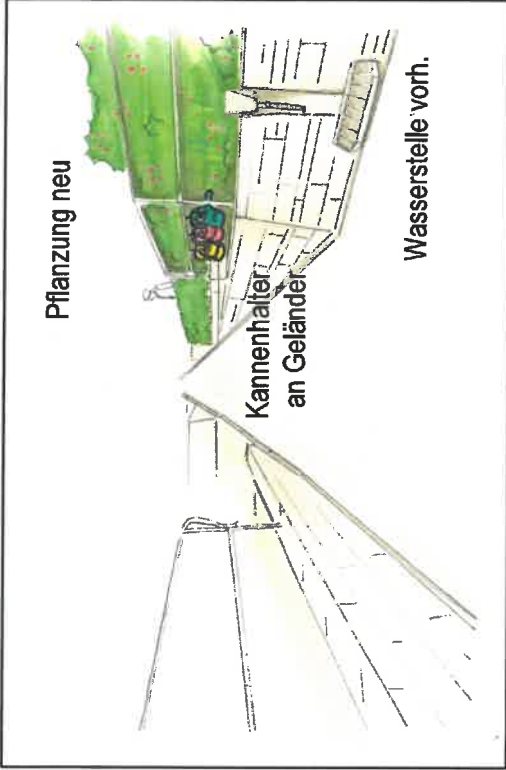 Pflanzung neu
Kannenhalter
an Geländer
Wasserstelle vorh.